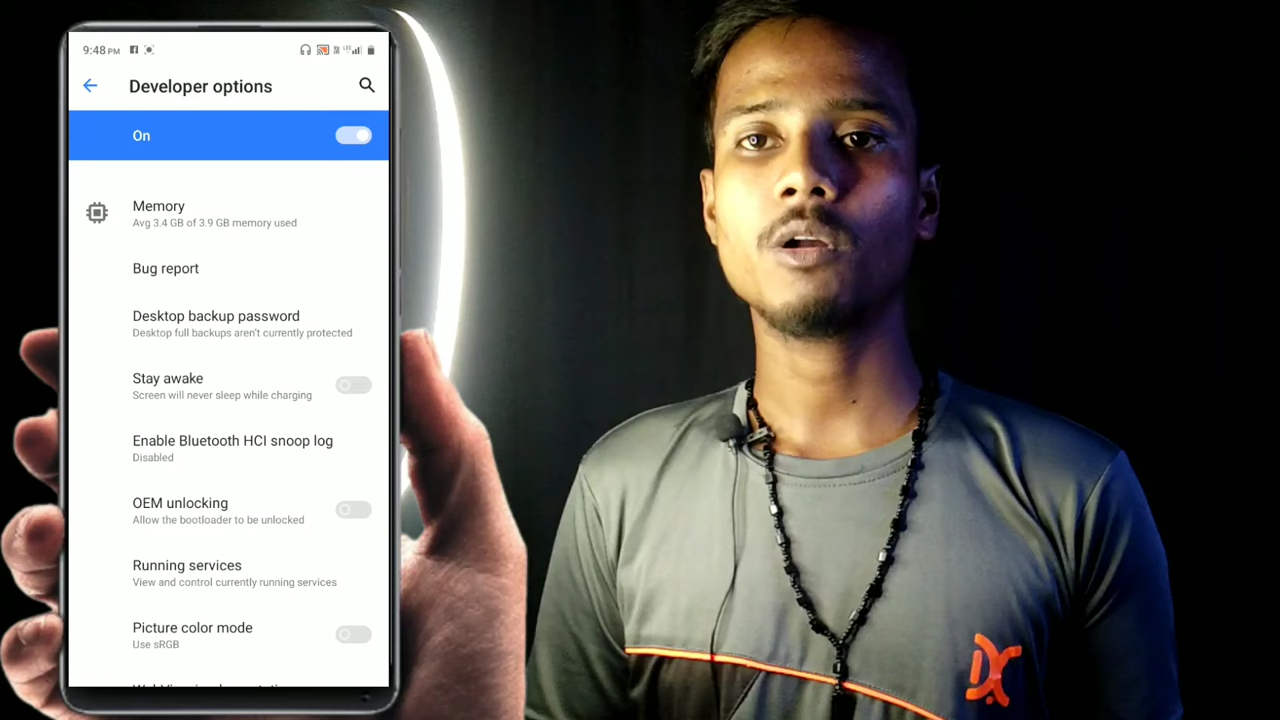 9:48 PM
Developer options
On
Memory
Avg 3.4 GB of 3.9 GB memory used
Bug report
Desktop backup password
Desktop full backups aren't currently protected
Stay awake
Screen will never sleep while charging
Enable Bluetooth HCI snoop log
Disabled
OEM unlocking
Allow the bootloader to be unlocked
Running services
View and control currently running services
Picture color mode
Use sRGB